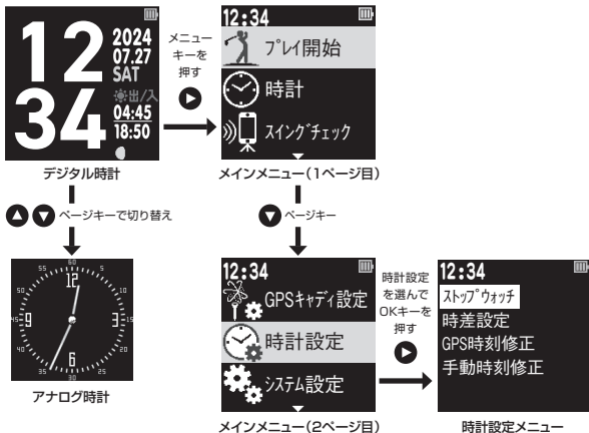 12
34
2024
07.27
SAT
出/入
04:45
18:50
デジタル時計
メニュー
キーを
押す
12:34
プレイ開始
時計
スイングチェック
メインメニュー(1ページ目)
ページキーで切り替え
ページキー
60
5
10
15
20
25
30
35
40
45
50
55
12
3
6
9
アナログ時計
12:34
GPSキャディ設定
時計設定
システム設定
メインメニュー(2ページ目)
時計設定
を選んで
OKキーを
押す
12:34
ストップウォッチ
時差設定
GPS時刻修正
手動時刻修正
時計設定メニュー